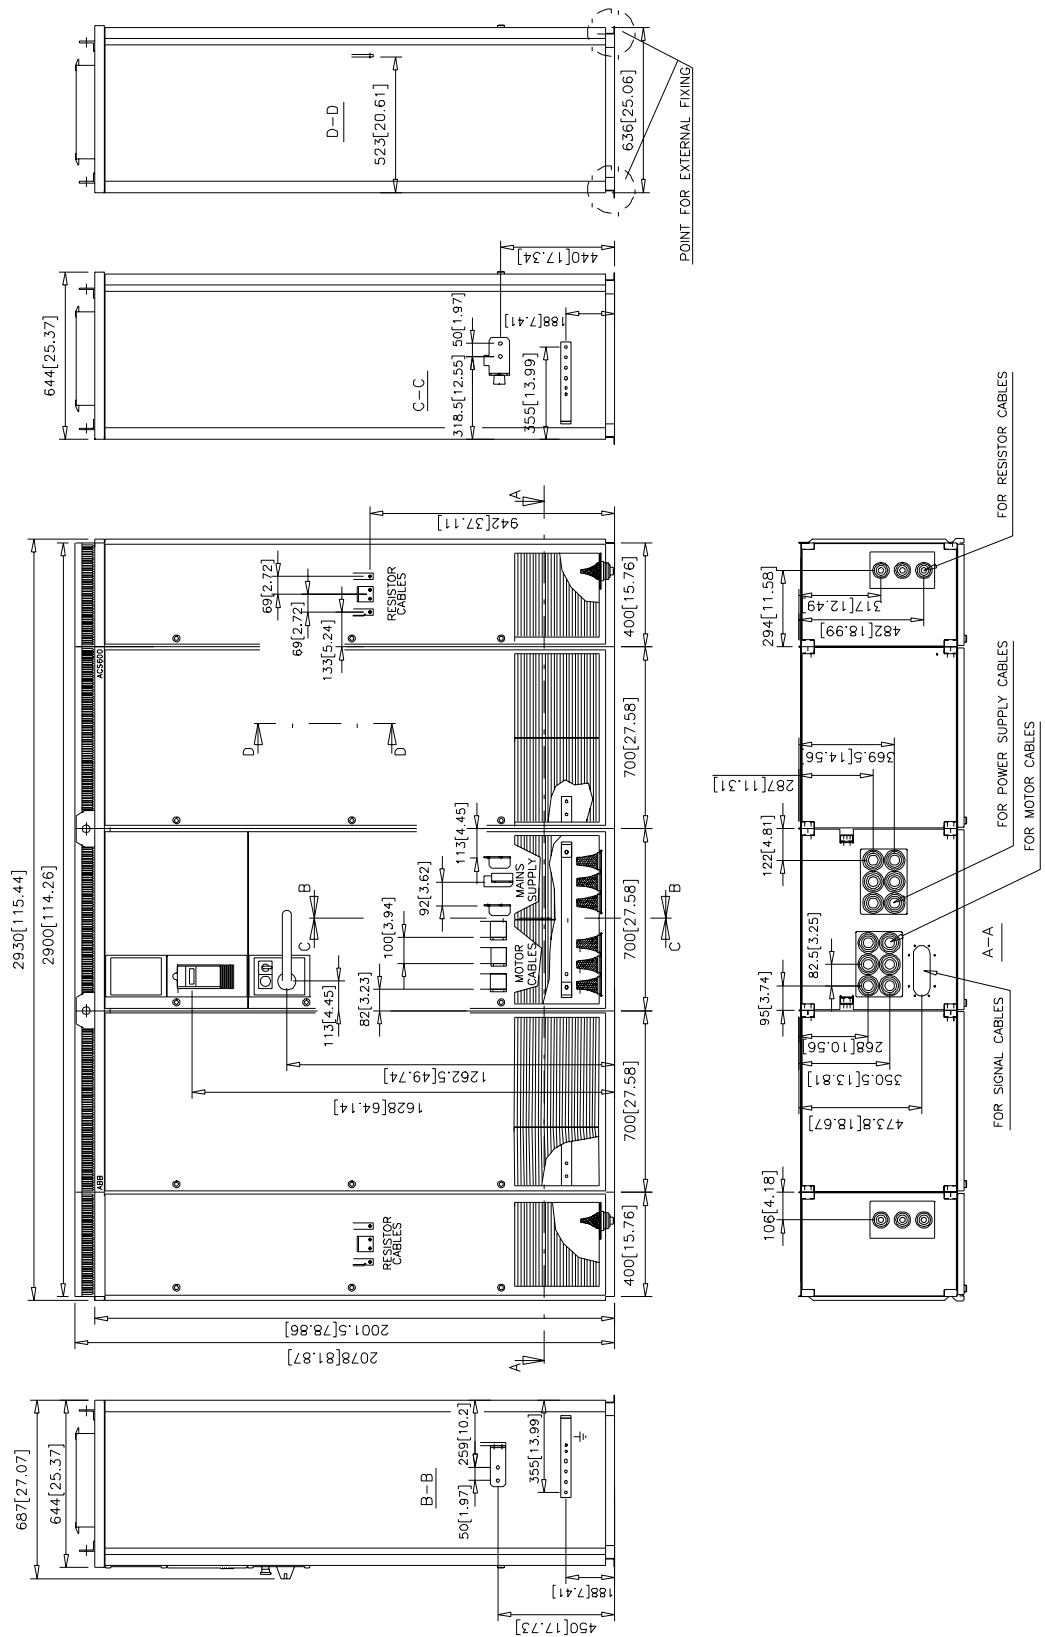 D-D
523[20.61]
636[25.06]
POINT FOR EXTERNAL FIXING
644[25.37]
C-C
318.5[12.55]
50[1.97]
355[13.99]
188[7.41]
440[17.34]
2930[115.44]
2900[114.26]
ACS600
ABB
RESISTOR
CABLES
69[2.72]
69[2.72]
133[5.24]
942[37.11]
A
400[15.76]
D
D
700[27.58]
113[4.45]
92[3.62]
100[3.94]
82[3.23]
113[4.45]
MAINS
SUPPLY
MOTOR
CABLES
B
C
B
C
700[27.58]
1262.5[49.74]
1628[64.14]
700[27.58]
RESISTOR
CABLES
400[15.76]
2001.5[78.86]
2078[81.87]
A
687[27.07]
644[25.37]
B-B
50[1.97]
259[10.2]
355[13.99]
188[7.41]
450[17.73]
FOR RESISTOR CABLES
294[11.58]
317[12.49]
482[18.99]
FOR POWER SUPPLY CABLES
FOR MOTOR CABLES
369.5[14.56]
287[11.31]
122[4.81]
82.5[3.25]
A-A
95[3.74]
268[10.56]
350.5[13.81]
473.8[18.67]
FOR SIGNAL CABLES
106[4.18]